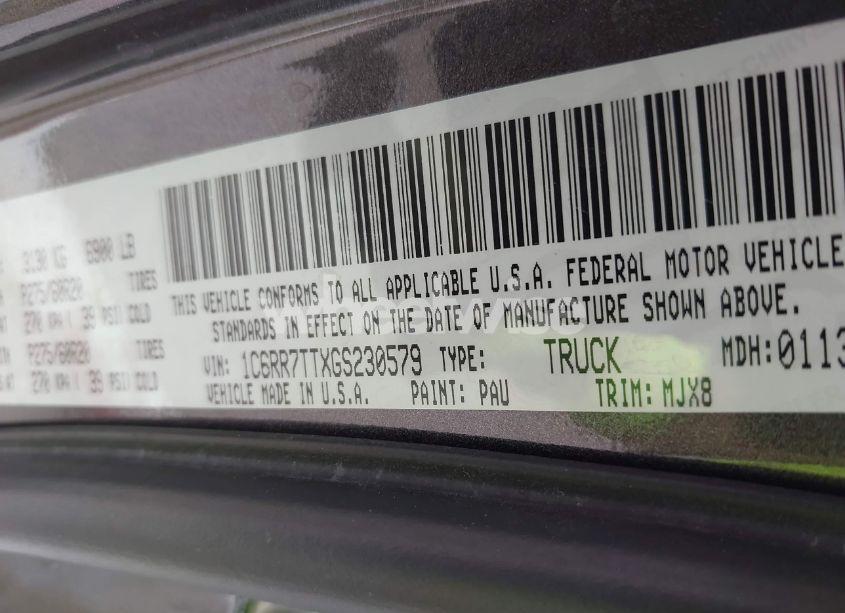 3130 KG 6900 LB
P275/60R20 TIRES
270 KPA / 39 PSI COLD
P275/60R20 TIRES
AT 270 KPA / 39 PSI COLD
THIS VEHICLE CONFORMS TO ALL APPLICABLE U.S.A. FEDERAL MOTOR VEHICLE
STANDARDS IN EFFECT ON THE DATE OF MANUFACTURE SHOWN ABOVE.
VIN: 1C6RR7TTXGS230579 TYPE: TRUCK MDH:0113
VEHICLE MADE IN U.S.A. PAINT: PAU TRIM: MJX8